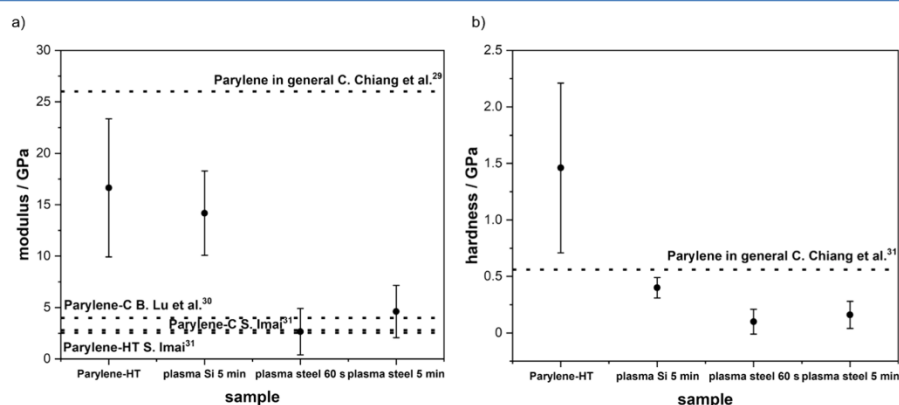 a)
30
25
20
15
10
5
0
modulus / GPa
Parylene in general C. Chiang et al.29
Parylene-C B. Lu et al.30
Parylene-C S. Imai31
Parylene-HT S. Imai31
Parylene-HT plasma Si 5 min plasma steel 60 s plasma steel 5 min
sample
b)
2.5
2.0
1.5
1.0
0.5
0
hardness / GPa
Parylene in general C. Chiang et al.31
Parylene-HT plasma Si 5 min plasma steel 60 s plasma steel 5 min
sample